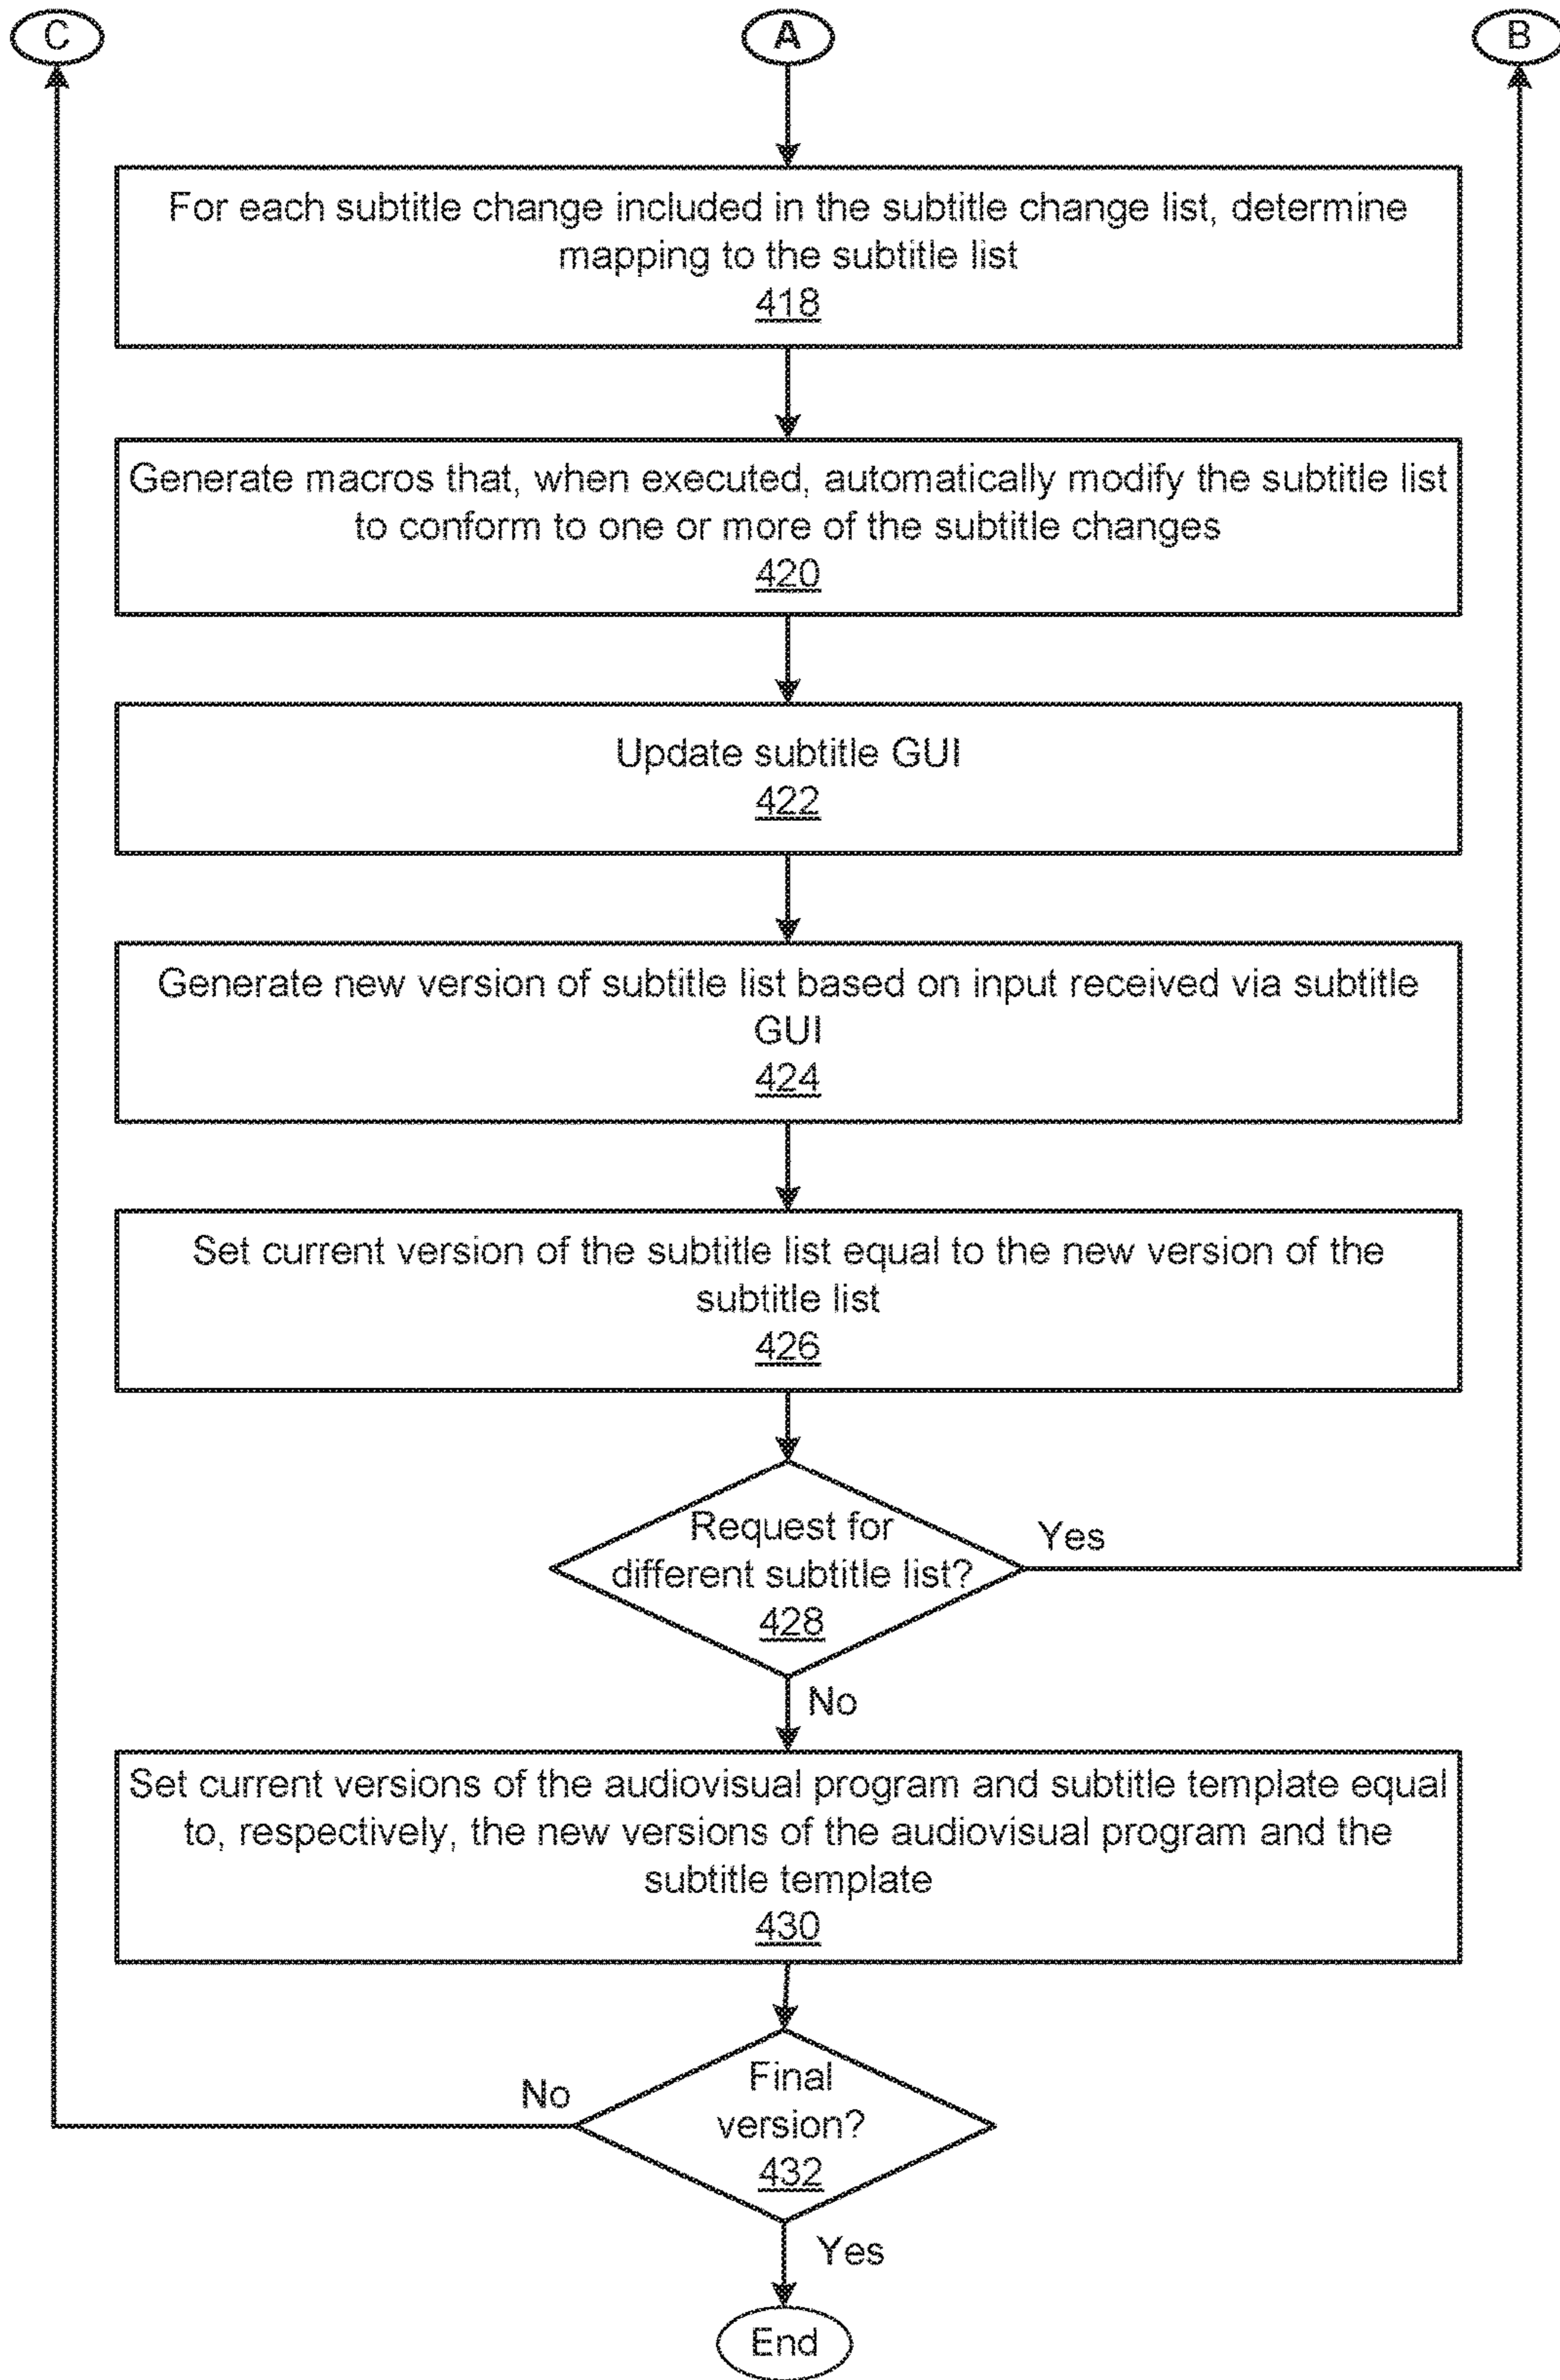 C
A
B
For each subtitle change included in the subtitle change list, determine
mapping to the subtitle list
418
Generate macros that, when executed, automatically modify the subtitle list
to conform to one or more of the subtitle changes
420
Update subtitle GUI
422
Generate new version of subtitle list based on input received via subtitle
GUI
424
Set current version of the subtitle list equal to the new version of the
subtitle list
426
Request for
different subtitle list?
428
Yes
No
Set current versions of the audiovisual program and subtitle template equal
to, respectively, the new versions of the audiovisual program and the
subtitle template
430
Final
version?
432
No
Yes
End